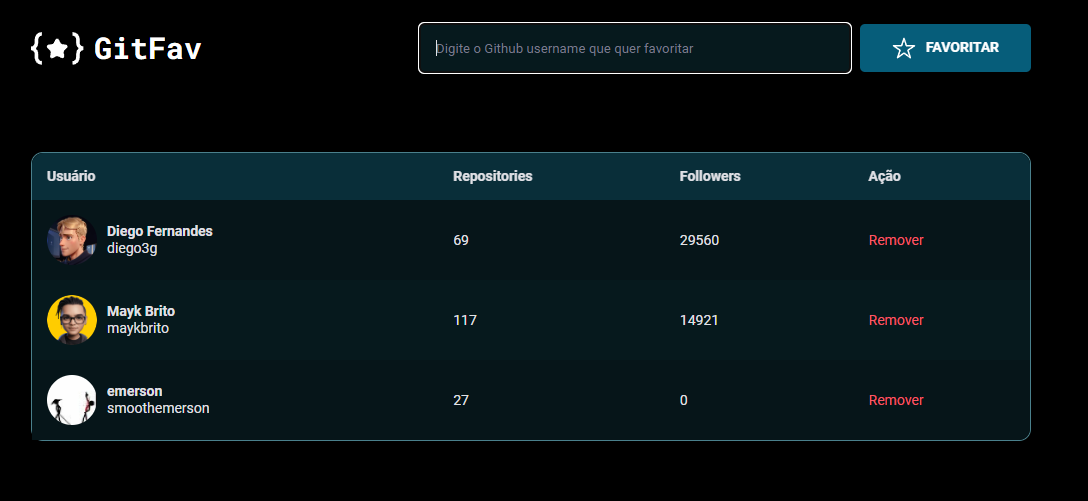 GitFav
Digite o Github username que quer favoritar
FAVORITAR
Usuário Repositories Followers Ação
Diego Fernandes
diego3g
69 29560 Remover
Mayk Brito
maykbrito
117 14921 Remover
emerson
smoothemerson
27 0 Remover